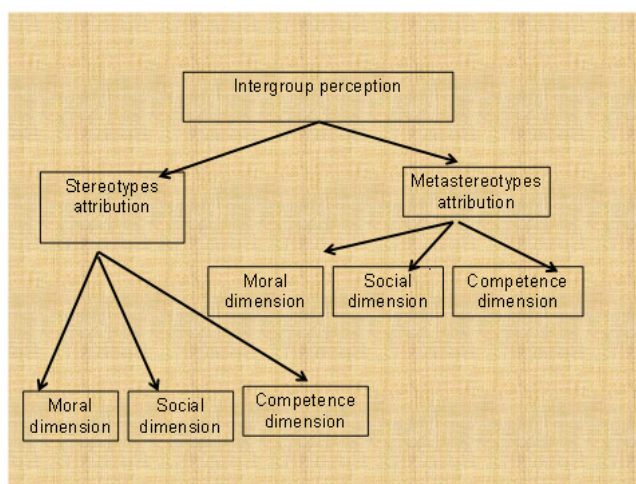 Intergroup perception
Stereotypes
attribution
Metastereotypes
attribution
Moral
dimension
Social
dimension
Competence
dimension
Moral
dimension
Social
dimension
Competence
dimension